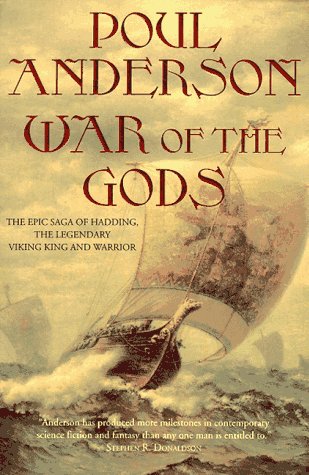 POUL
ANDERSON
WAR OF THE
GODS
THE EPIC SAGA OF HADDING,
THE LEGENDARY
VIKING KING AND WARRIOR
"Anderson has produced more milestones in contemporary
science fiction and fantasy than any one man is entitled to."
– Stephen R. Donaldson